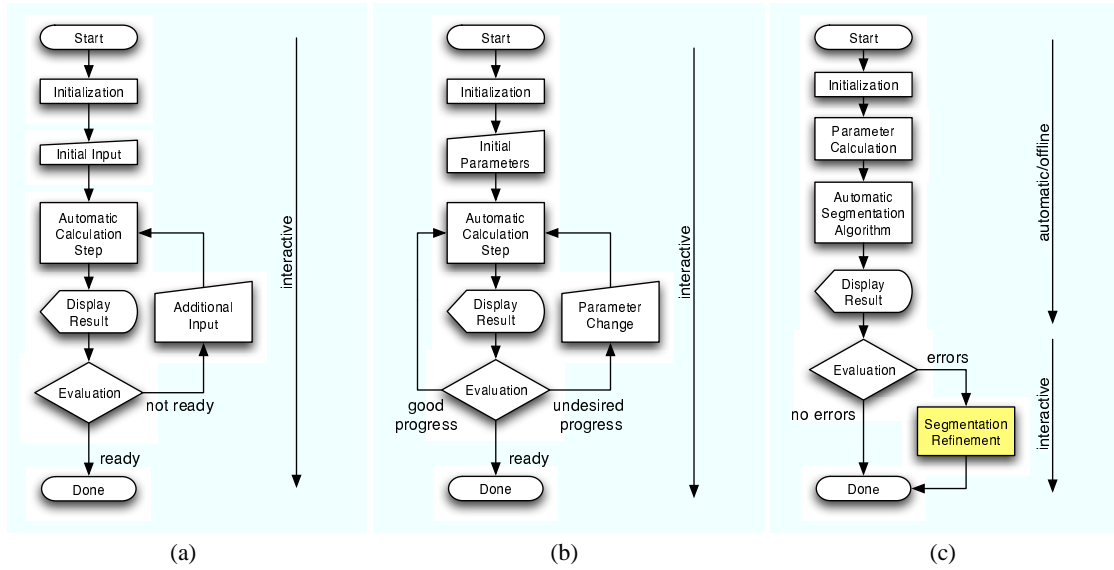 Start
Initialization
Initial Input
Automatic
Calculation
Step
Display
Result
Additional
Input
Evaluation
not ready
ready
Done
interactive
(a)
Start
Initialization
Initial
Parameters
Automatic
Calculation
Step
Display
Result
Parameter
Change
Evaluation
good
progress
undesired
progress
ready
Done
interactive
(b)
Start
Initialization
Parameter
Calculation
Automatic
Segmentation
Algorithm
Display
Result
Evaluation
errors
no errors
Segmentation
Refinement
Done
automatic/offline
interactive
(c)